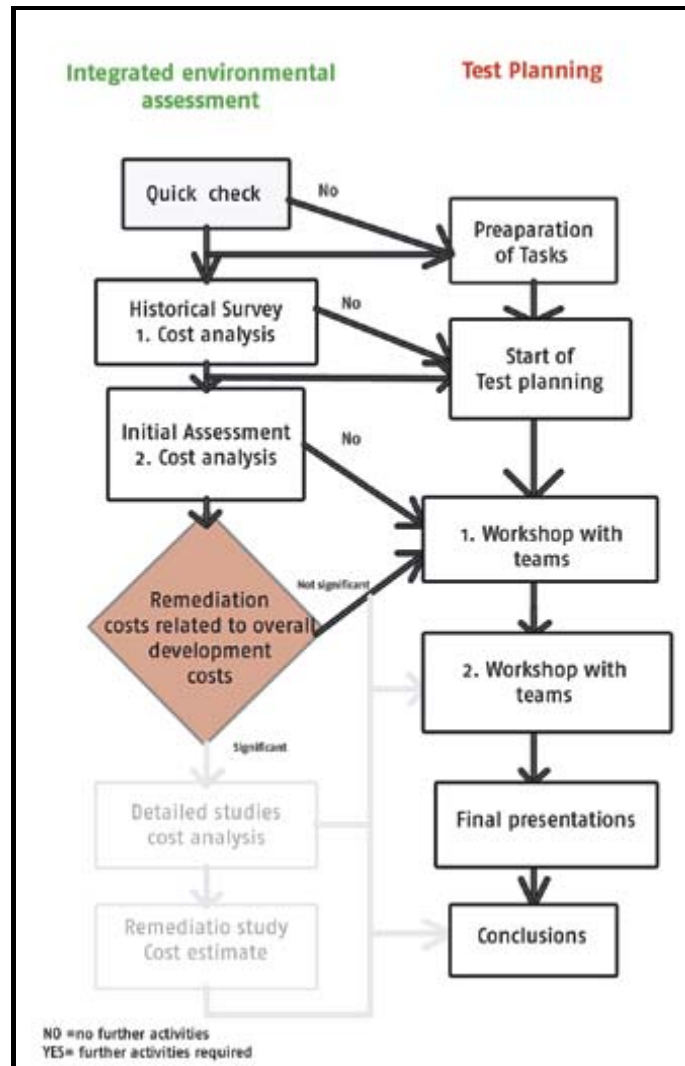 Integrated environmental
assessment
Test Planning
Quick check
No
Preaparation
of Tasks
Historical Survey
1. Cost analysis
No
Start of
Test planning
Initial Assessment
2. Cost analysis
No
1. Workshop with
teams
Not significant
Remediation
costs related to overall
development
costs
2. Workshop with
teams
Significant
Detailed studies
cost analysis
Final presentations
Remediatio study
Cost estimate
Conclusions
NO =no further activities
YES= further activities required